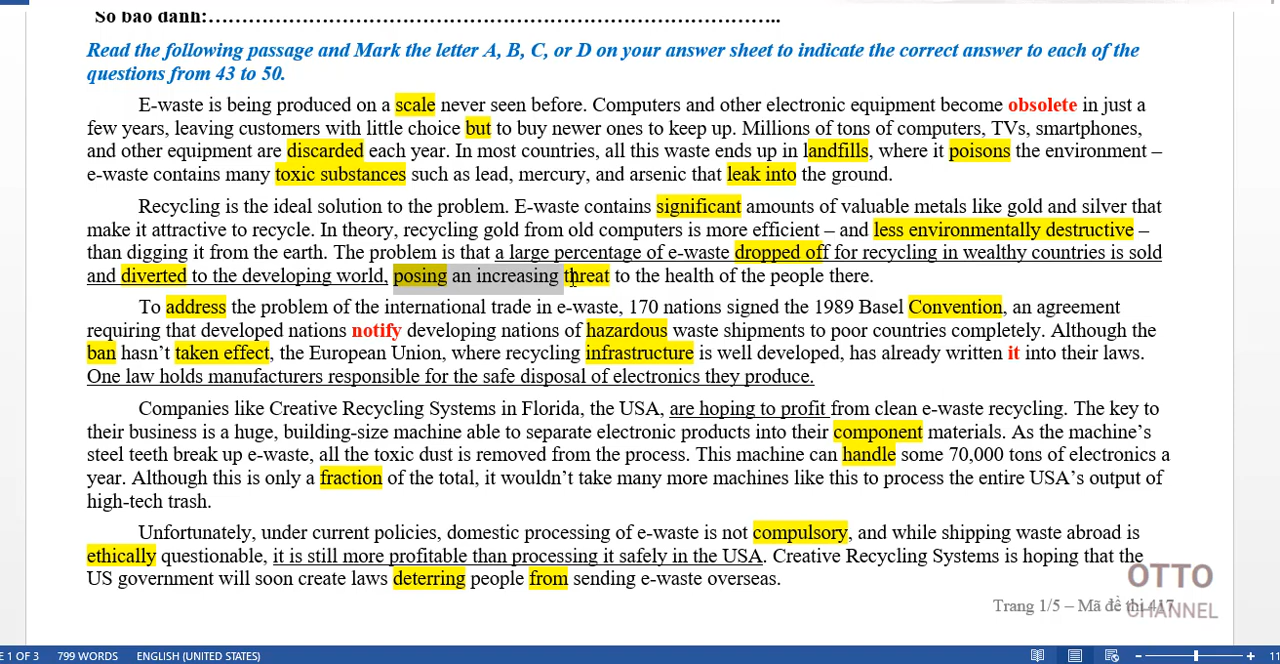 Số báo danh:…………………………………………………………………………..
Read the following passage and Mark the letter A, B, C, or D on your answer sheet to indicate the correct answer to each of the
questions from 43 to 50.
E-waste is being produced on a scale never seen before. Computers and other electronic equipment become obsolete in just a
few years, leaving customers with little choice but to buy newer ones to keep up. Millions of tons of computers, TVs, smartphones,
and other equipment are discarded each year. In most countries, all this waste ends up in landfills, where it poisons the environment –
e-waste contains many toxic substances such as lead, mercury, and arsenic that leak into the ground.
Recycling is the ideal solution to the problem. E-waste contains significant amounts of valuable metals like gold and silver that
make it attractive to recycle. In theory, recycling gold from old computers is more efficient – and less environmentally destructive –
than digging it from the earth. The problem is that a large percentage of e-waste dropped off for recycling in wealthy countries is sold
and diverted to the developing world, posing an increasing threat to the health of the people there.
To address the problem of the international trade in e-waste, 170 nations signed the 1989 Basel Convention, an agreement
requiring that developed nations notify developing nations of hazardous waste shipments to poor countries completely. Although the
ban hasn't taken effect, the European Union, where recycling infrastructure is well developed, has already written it into their laws.
One law holds manufacturers responsible for the safe disposal of electronics they produce.
Companies like Creative Recycling Systems in Florida, the USA, are hoping to profit from clean e-waste recycling. The key to
their business is a huge, building-size machine able to separate electronic products into their component materials. As the machine's
steel teeth break up e-waste, all the toxic dust is removed from the process. This machine can handle some 70,000 tons of electronics a
year. Although this is only a fraction of the total, it wouldn't take many more machines like this to process the entire USA's output of
high-tech trash.
Unfortunately, under current policies, domestic processing of e-waste is not compulsory, and while shipping waste abroad is
ethically questionable, it is still more profitable than processing it safely in the USA. Creative Recycling Systems is hoping that the
US government will soon create laws deterring people from sending e-waste overseas.
OTTO
CHANNEL
Trang 1/5 – Mã đề thi 417
E 1 OF 3 799 WORDS ENGLISH (UNITED STATES) 11